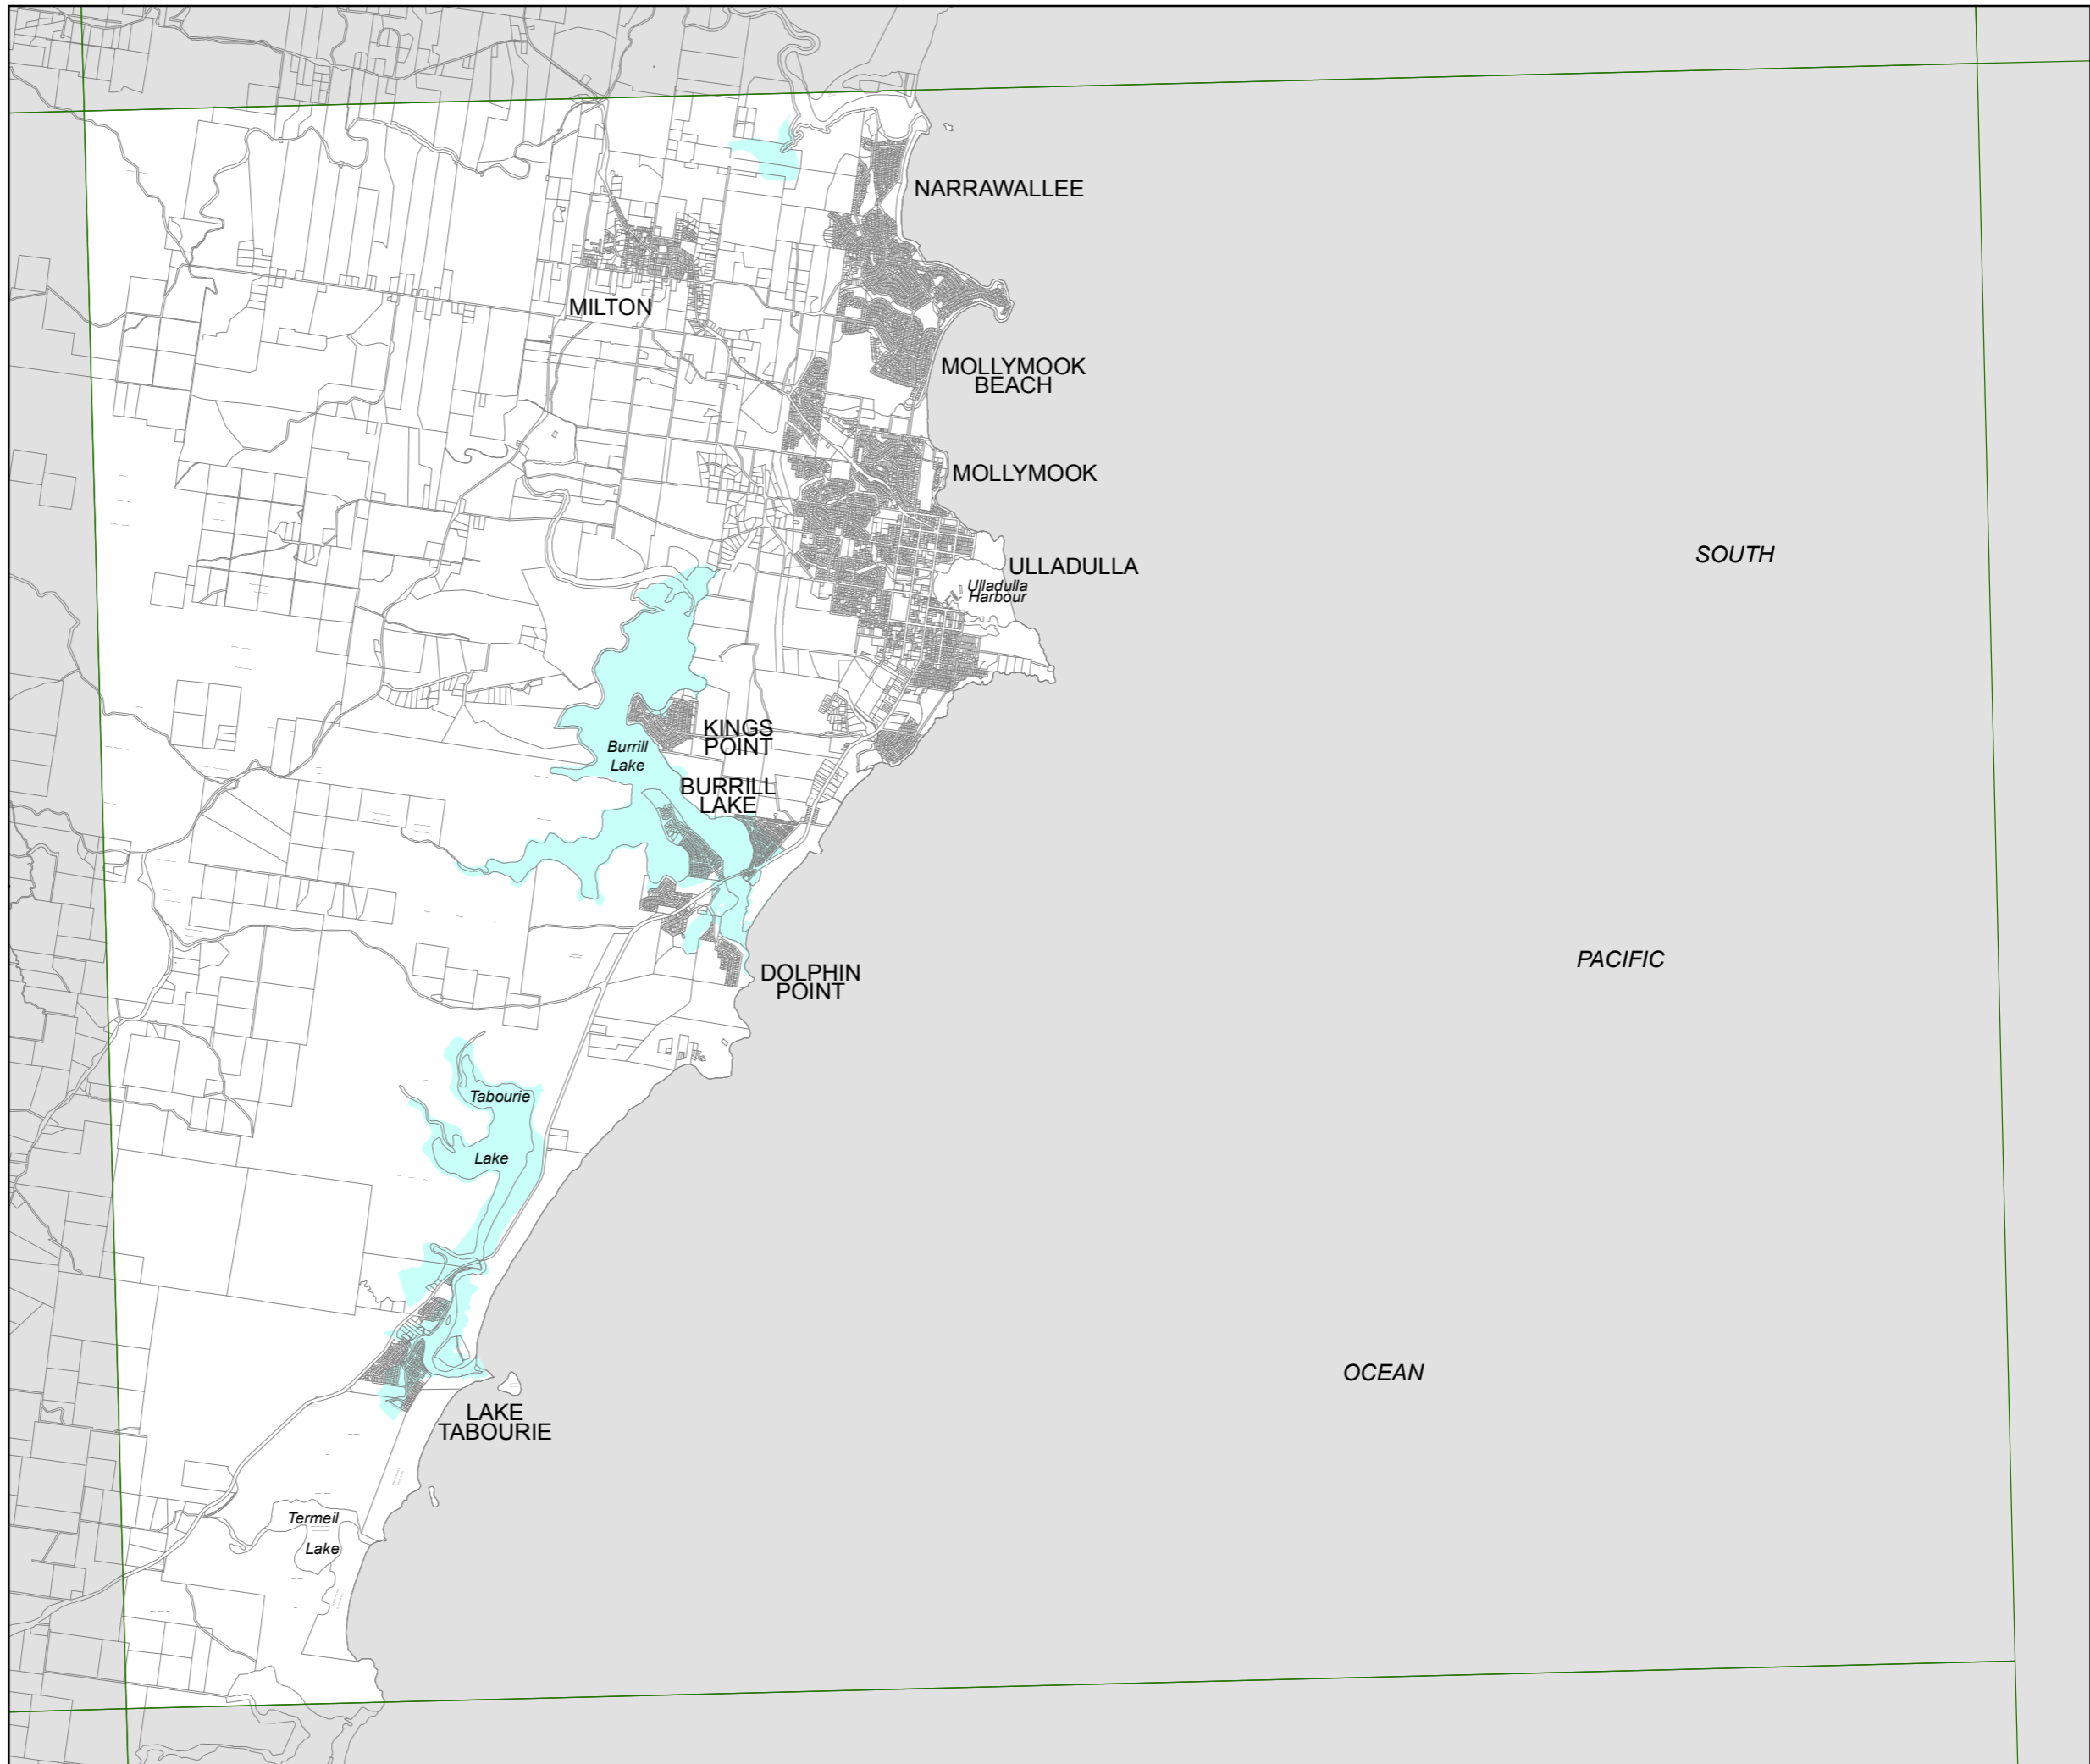 NARRAWALLEE
MILTON
MOLLYMOOK
BEACH
MOLLYMOOK
SOUTH
ULLADULLA
Ulladulla
Harbour
KINGS
POINT
Burrill
Lake
BURRILL
LAKE
PACIFIC
DOLPHIN
POINT
Tabourie
Lake
OCEAN
LAKE
TABOURIE
Termeil
Lake